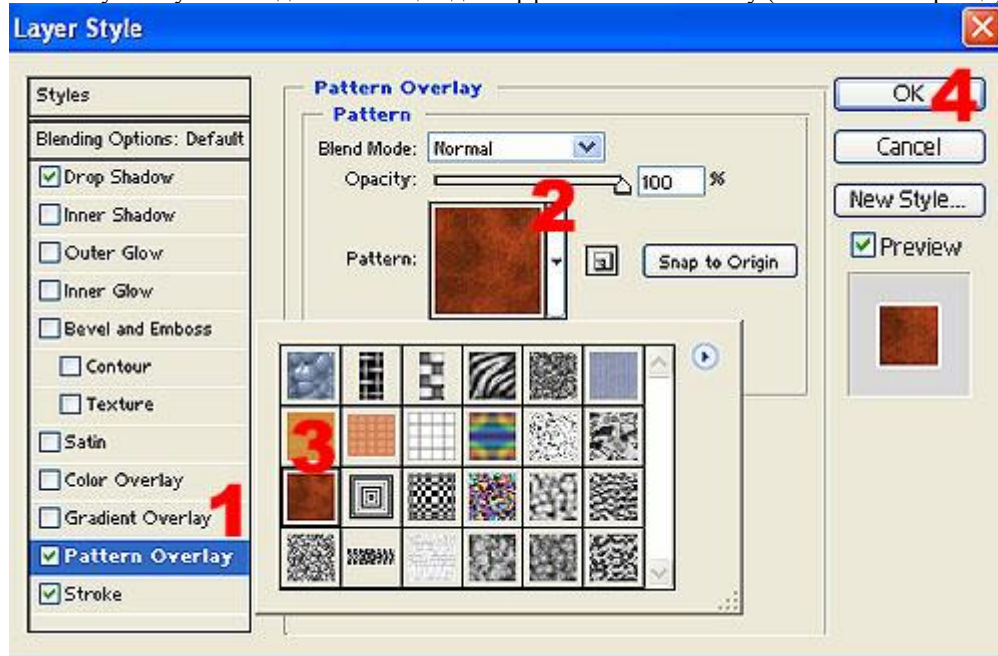 Layer Style
Styles
Blending Options: Default
Drop Shadow
Inner Shadow
Outer Glow
Inner Glow
Bevel and Emboss
Contour
Texture
Satin
Color Overlay
Gradient Overlay
1
Pattern Overlay
Stroke
Pattern Overlay
Pattern
Blend Mode: Normal
Opacity: 100 %
2
Pattern:
Snap to Origin
3
OK
4
Cancel
New Style...
Preview